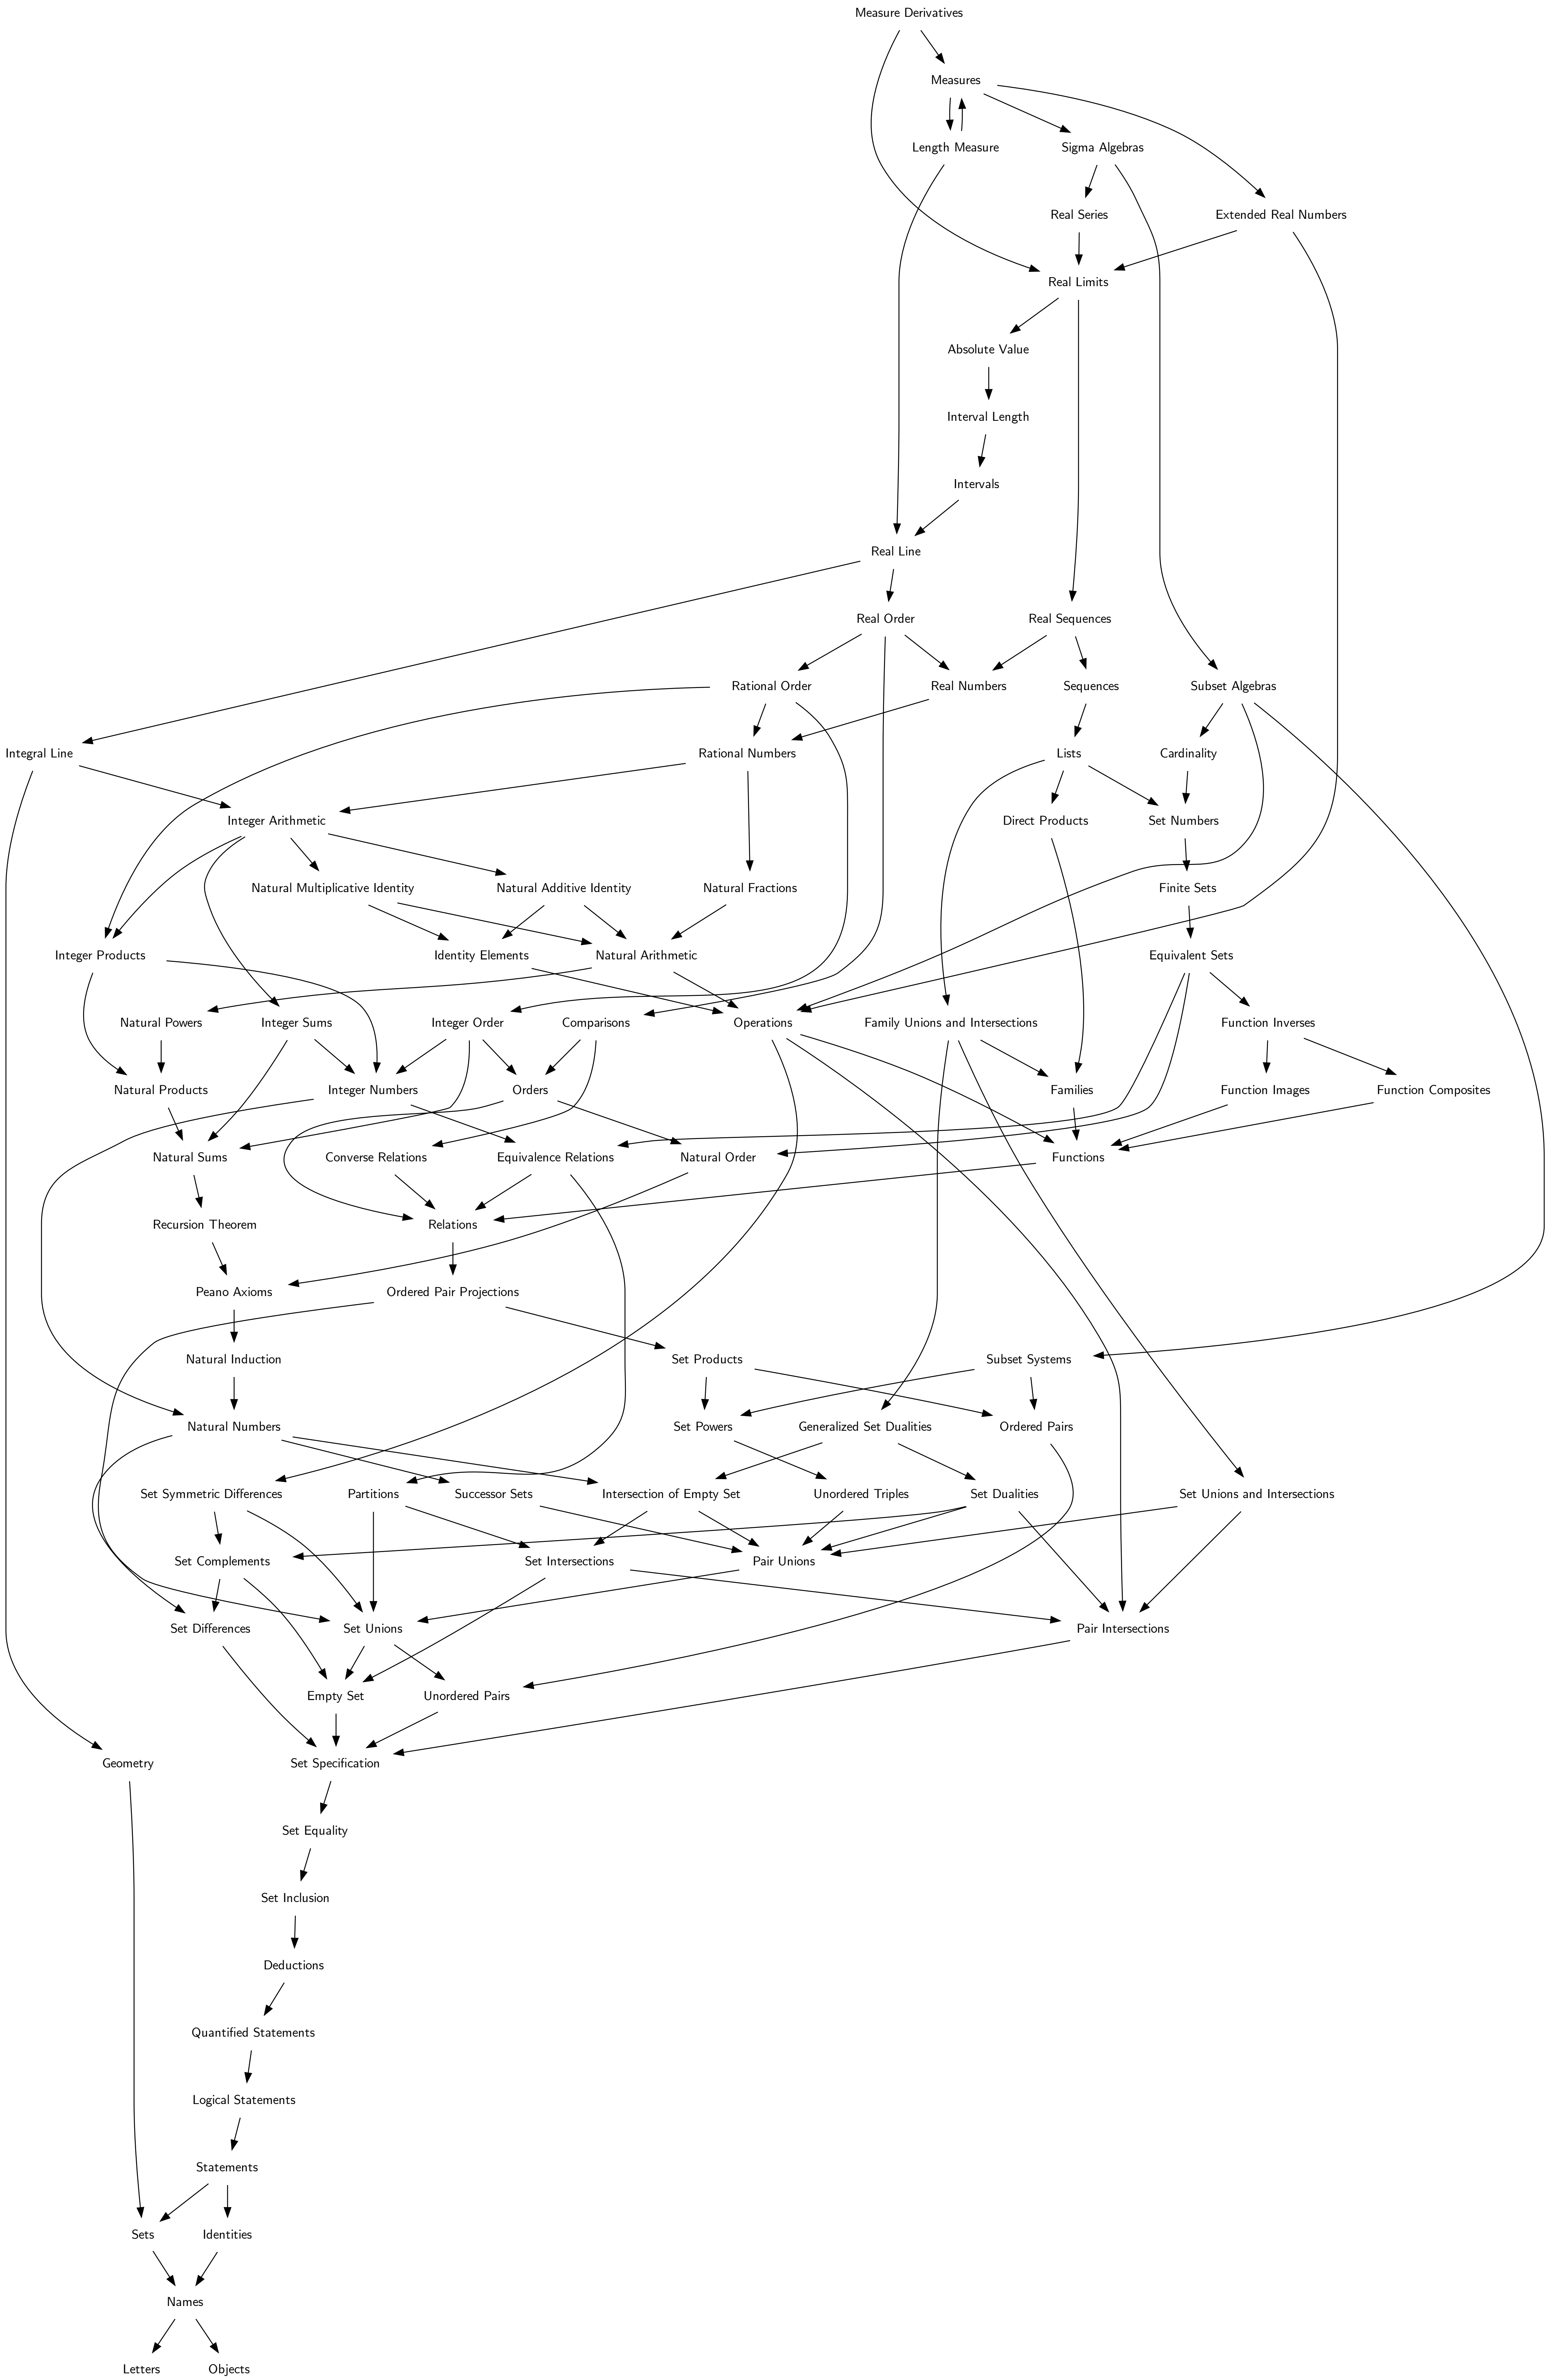 Measure Derivatives
Measures
Length Measure
Sigma Algebras
Real Series
Extended Real Numbers
Real Limits
Absolute Value
Interval Length
Intervals
Real Line
Real Order
Real Sequences
Rational Order
Real Numbers
Sequences
Subset Algebras
Integral Line
Rational Numbers
Lists
Cardinality
Integer Arithmetic
Direct Products
Set Numbers
Natural Multiplicative Identity
Natural Additive Identity
Natural Fractions
Finite Sets
Integer Products
Identity Elements
Natural Arithmetic
Equivalent Sets
Natural Powers
Integer Sums
Integer Order
Comparisons
Operations
Family Unions and Intersections
Function Inverses
Natural Products
Integer Numbers
Orders
Families
Function Images
Function Composites
Natural Sums
Converse Relations
Equivalence Relations
Natural Order
Functions
Recursion Theorem
Relations
Peano Axioms
Ordered Pair Projections
Natural Induction
Set Products
Subset Systems
Natural Numbers
Set Powers
Generalized Set Dualities
Ordered Pairs
Set Symmetric Differences
Partitions
Successor Sets
Intersection of Empty Set
Unordered Triples
Set Dualities
Set Unions and Intersections
Set Complements
Set Intersections
Pair Unions
Set Differences
Set Unions
Pair Intersections
Empty Set
Unordered Pairs
Geometry
Set Specification
Set Equality
Set Inclusion
Deductions
Quantified Statements
Logical Statements
Statements
Sets
Identities
Names
Letters
Objects